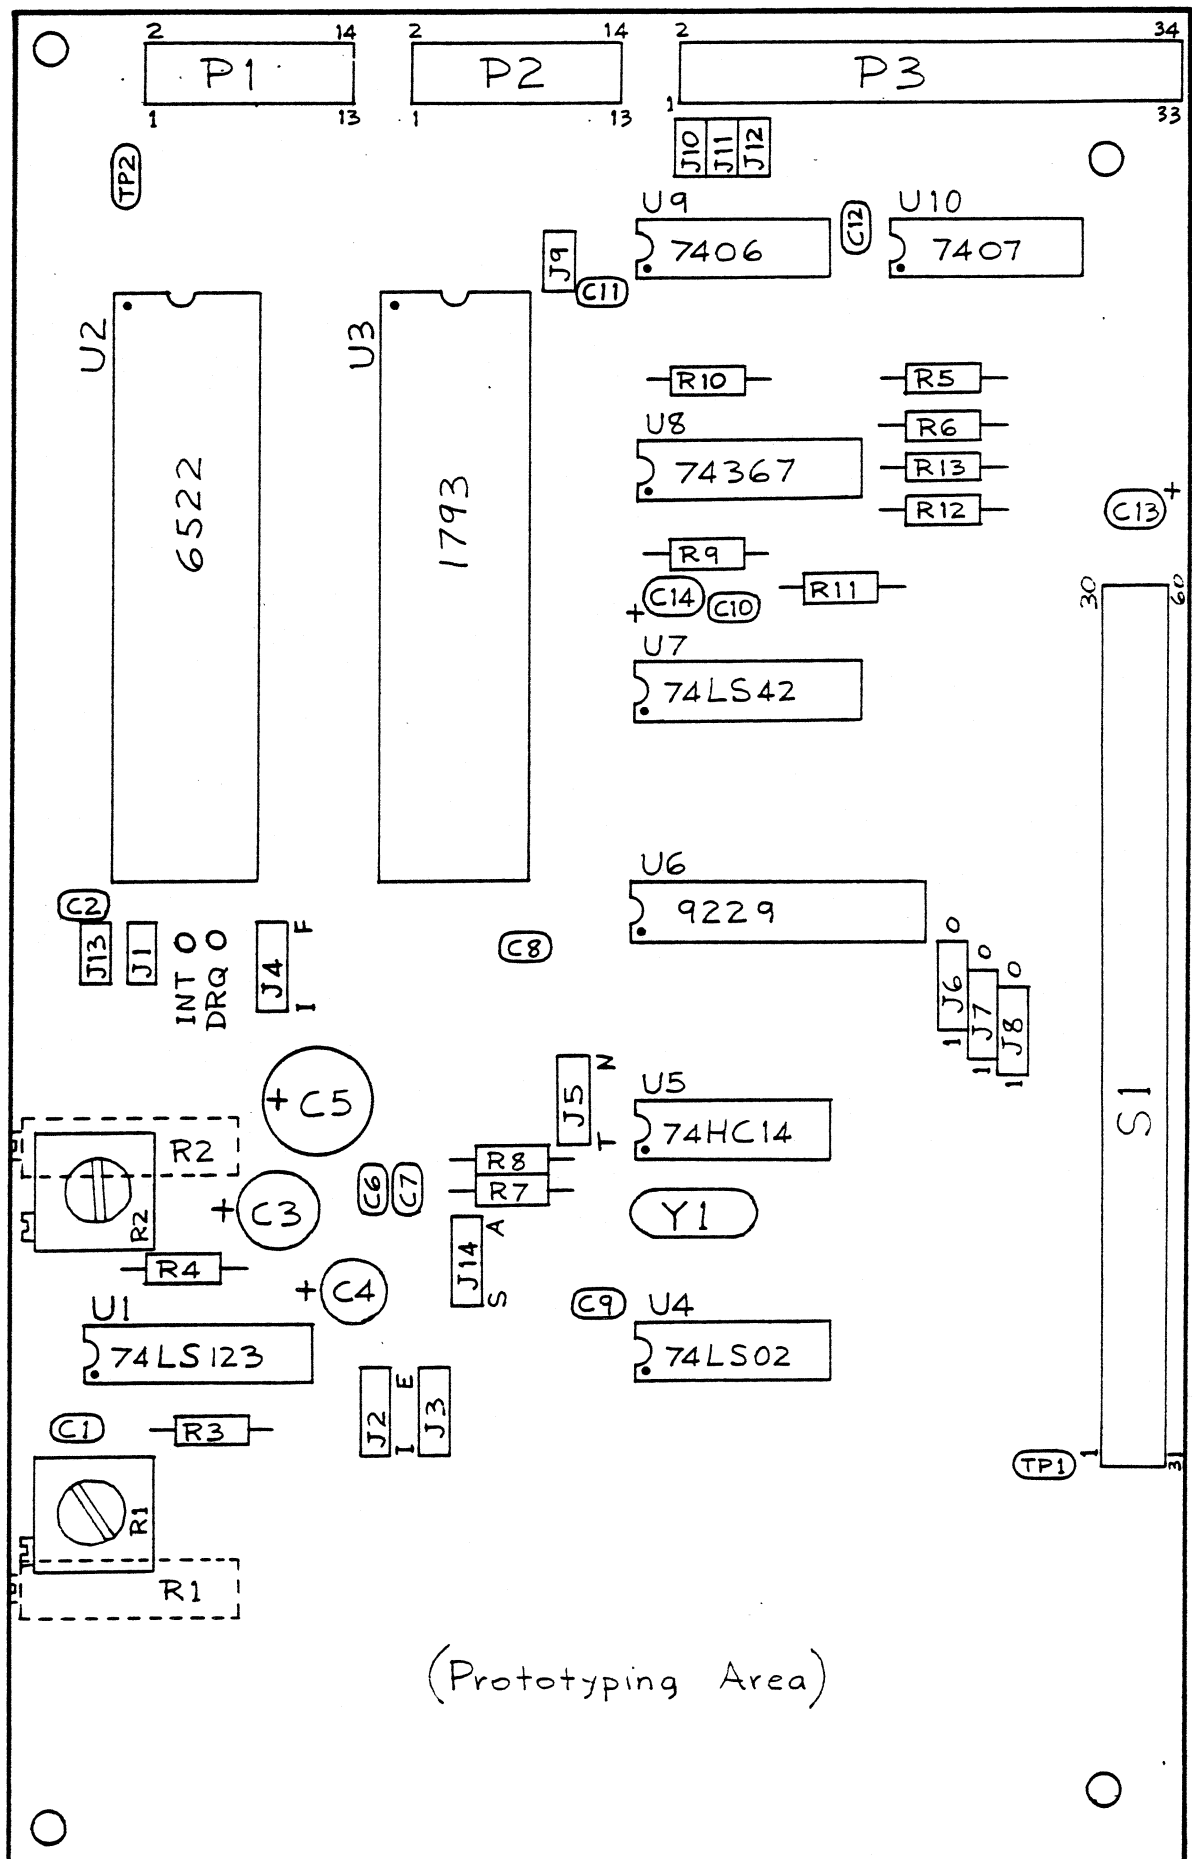 2 14 2 14 2 34
P1 P2 P3
1 13 1 13 1 33
J10 J11 J12
TP2
U9 C12 U10
7406 7407
J9
C11
U2 U3
6522 1793
R10 R5
U8 R6
74367 R13
R12 C13 +
R9
R11
+ C14 C10
30 60
U7
74LS42
U6
9229
C2
J13 J1 INT DRQ J4 F I
C8
0 0 0
J6 J7 J8
1 1 1
S1
J5 N T
U5
74HC14
+ C5
R2
R2
+ C3
C6 C7
R8
R7
Y1
J14 A S
R4
+ C4
C9 U4
74LS02
U1
74LS123
J2 E I J3
C1 R3
TP1 1 31
R1
R1
(Prototyping Area)